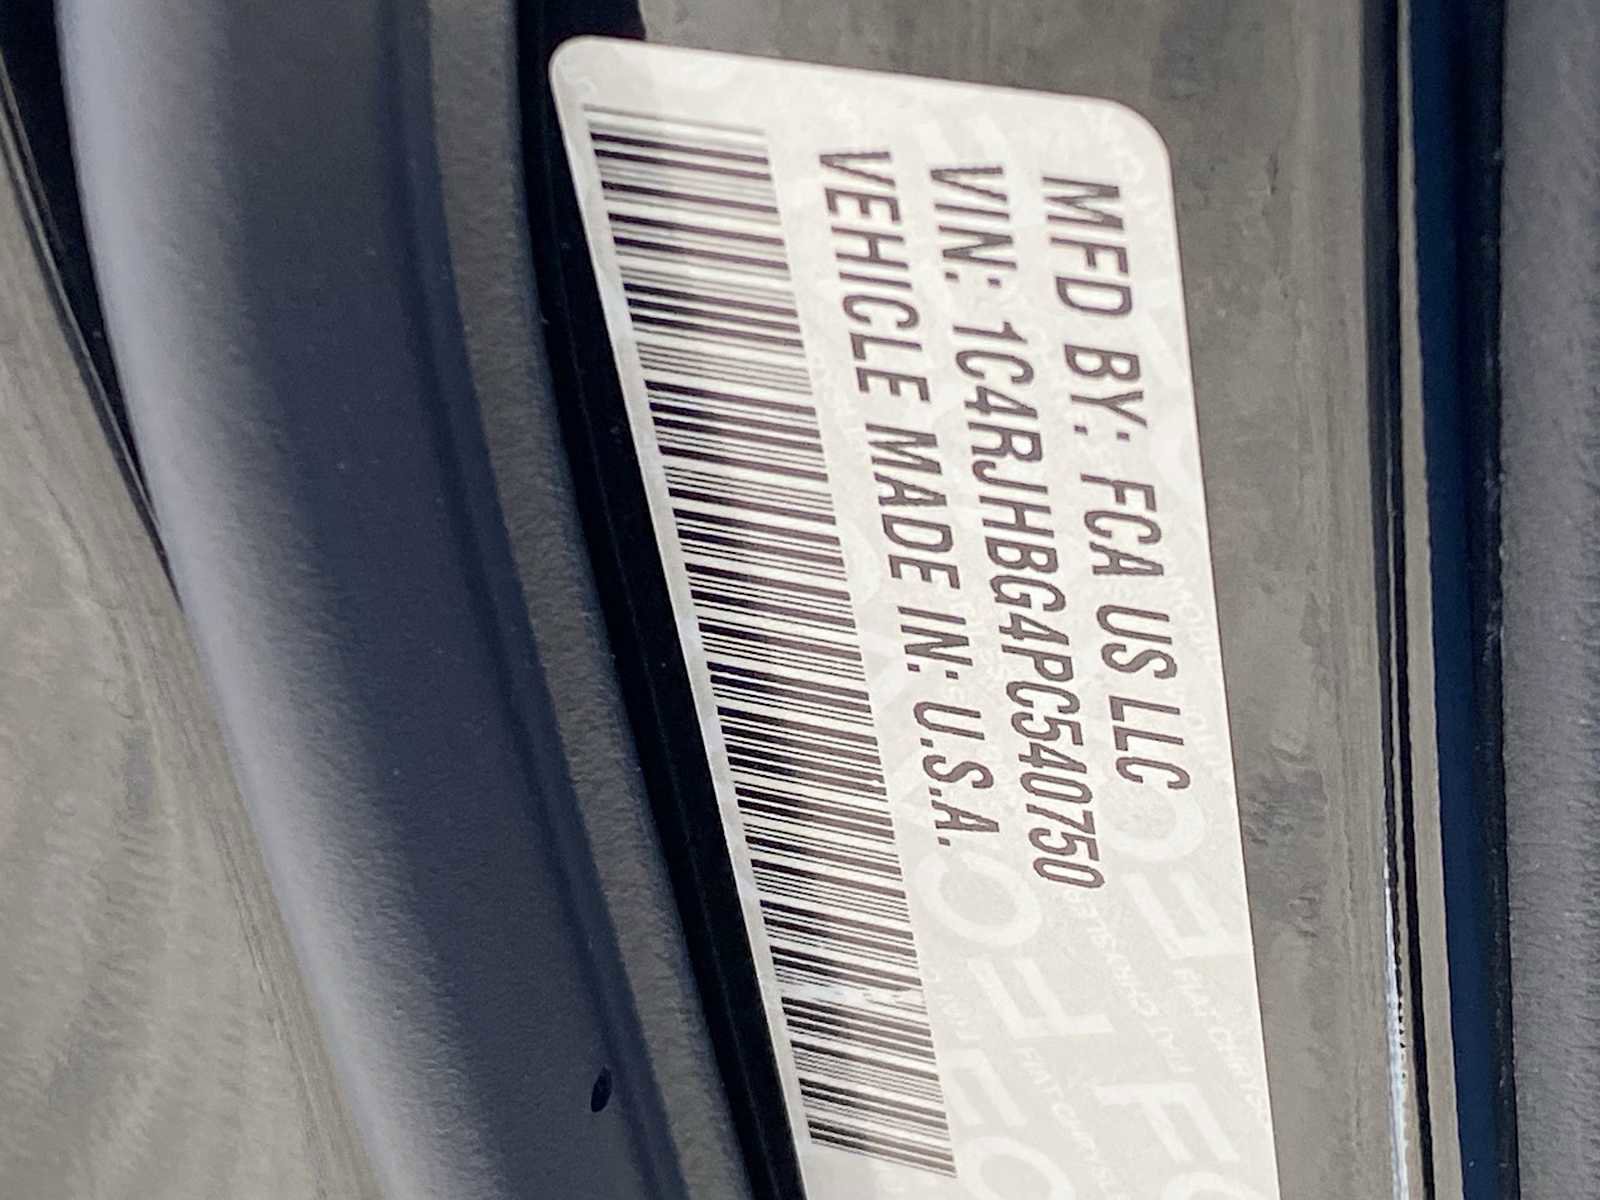 MFD BY: FCA US LLC
VIN: 1C4RJHBG4PC540750
VEHICLE MADE IN: U.S.A.